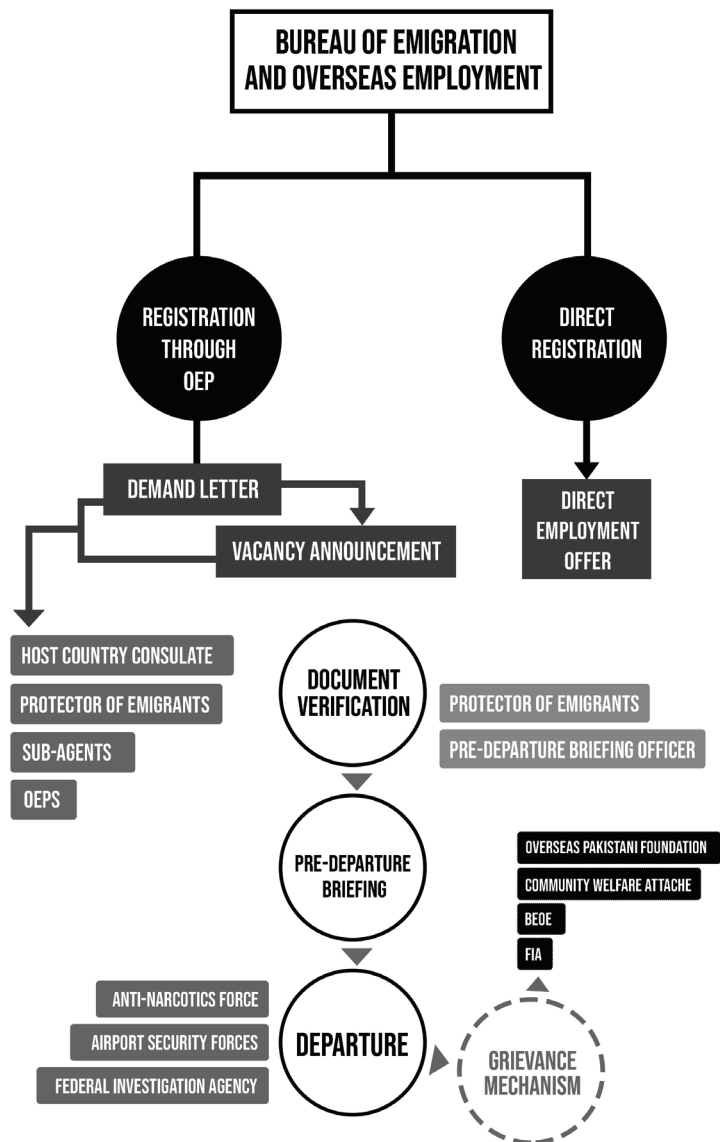 BUREAU OF EMIGRATION
AND OVERSEAS EMPLOYMENT
REGISTRATION
THROUGH
OEP
DIRECT
REGISTRATION
DEMAND LETTER
VACANCY ANNOUNCEMENT
DIRECT
EMPLOYMENT
OFFER
HOST COUNTRY CONSULATE
PROTECTOR OF EMIGRANTS
SUB-AGENTS
OEPS
DOCUMENT
VERIFICATION
PROTECTOR OF EMIGRANTS
PRE-DEPARTURE BRIEFING OFFICER
PRE-DEPARTURE
BRIEFING
OVERSEAS PAKISTANI FOUNDATION
COMMUNITY WELFARE ATTACHE
BEOE
FIA
ANTI-NARCOTICS FORCE
AIRPORT SECURITY FORCES
FEDERAL INVESTIGATION AGENCY
DEPARTURE
GRIEVANCE
MECHANISM